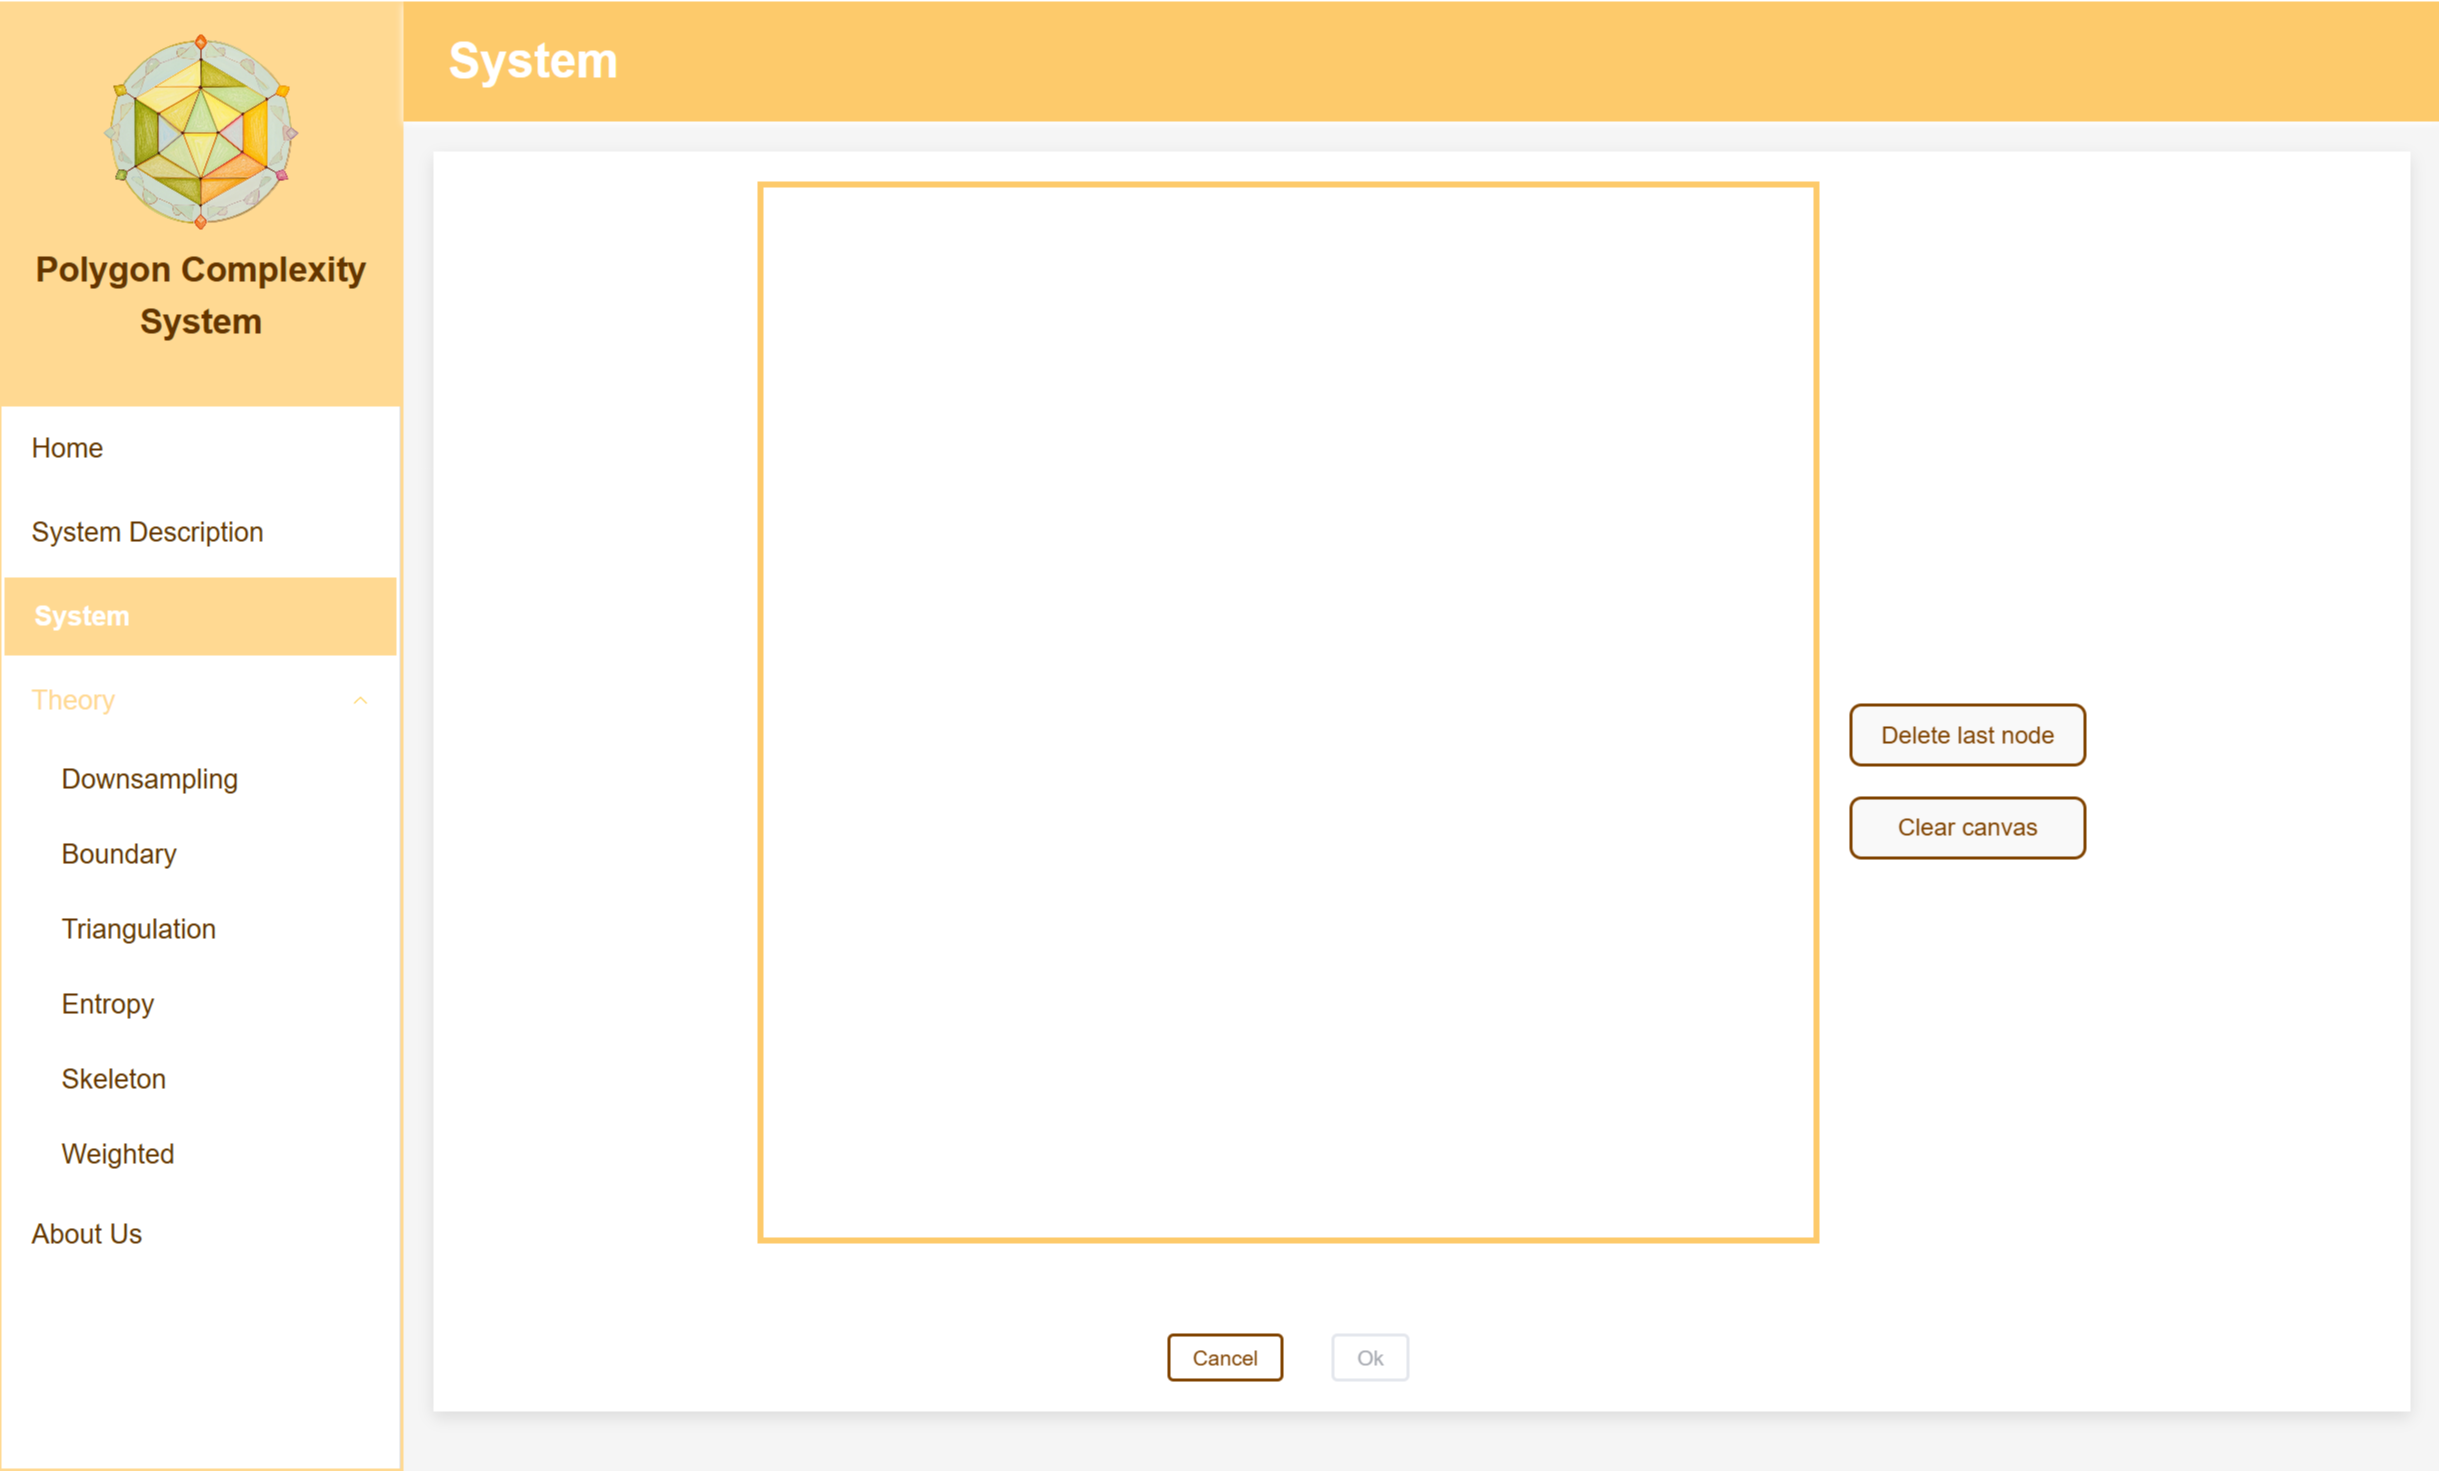 Polygon Complexity
System
Home
System Description
System
Theory
Downsampling
Boundary
Triangulation
Entropy
Skeleton
Weighted
About Us
System
Delete last node
Clear canvas
Cancel
Ok